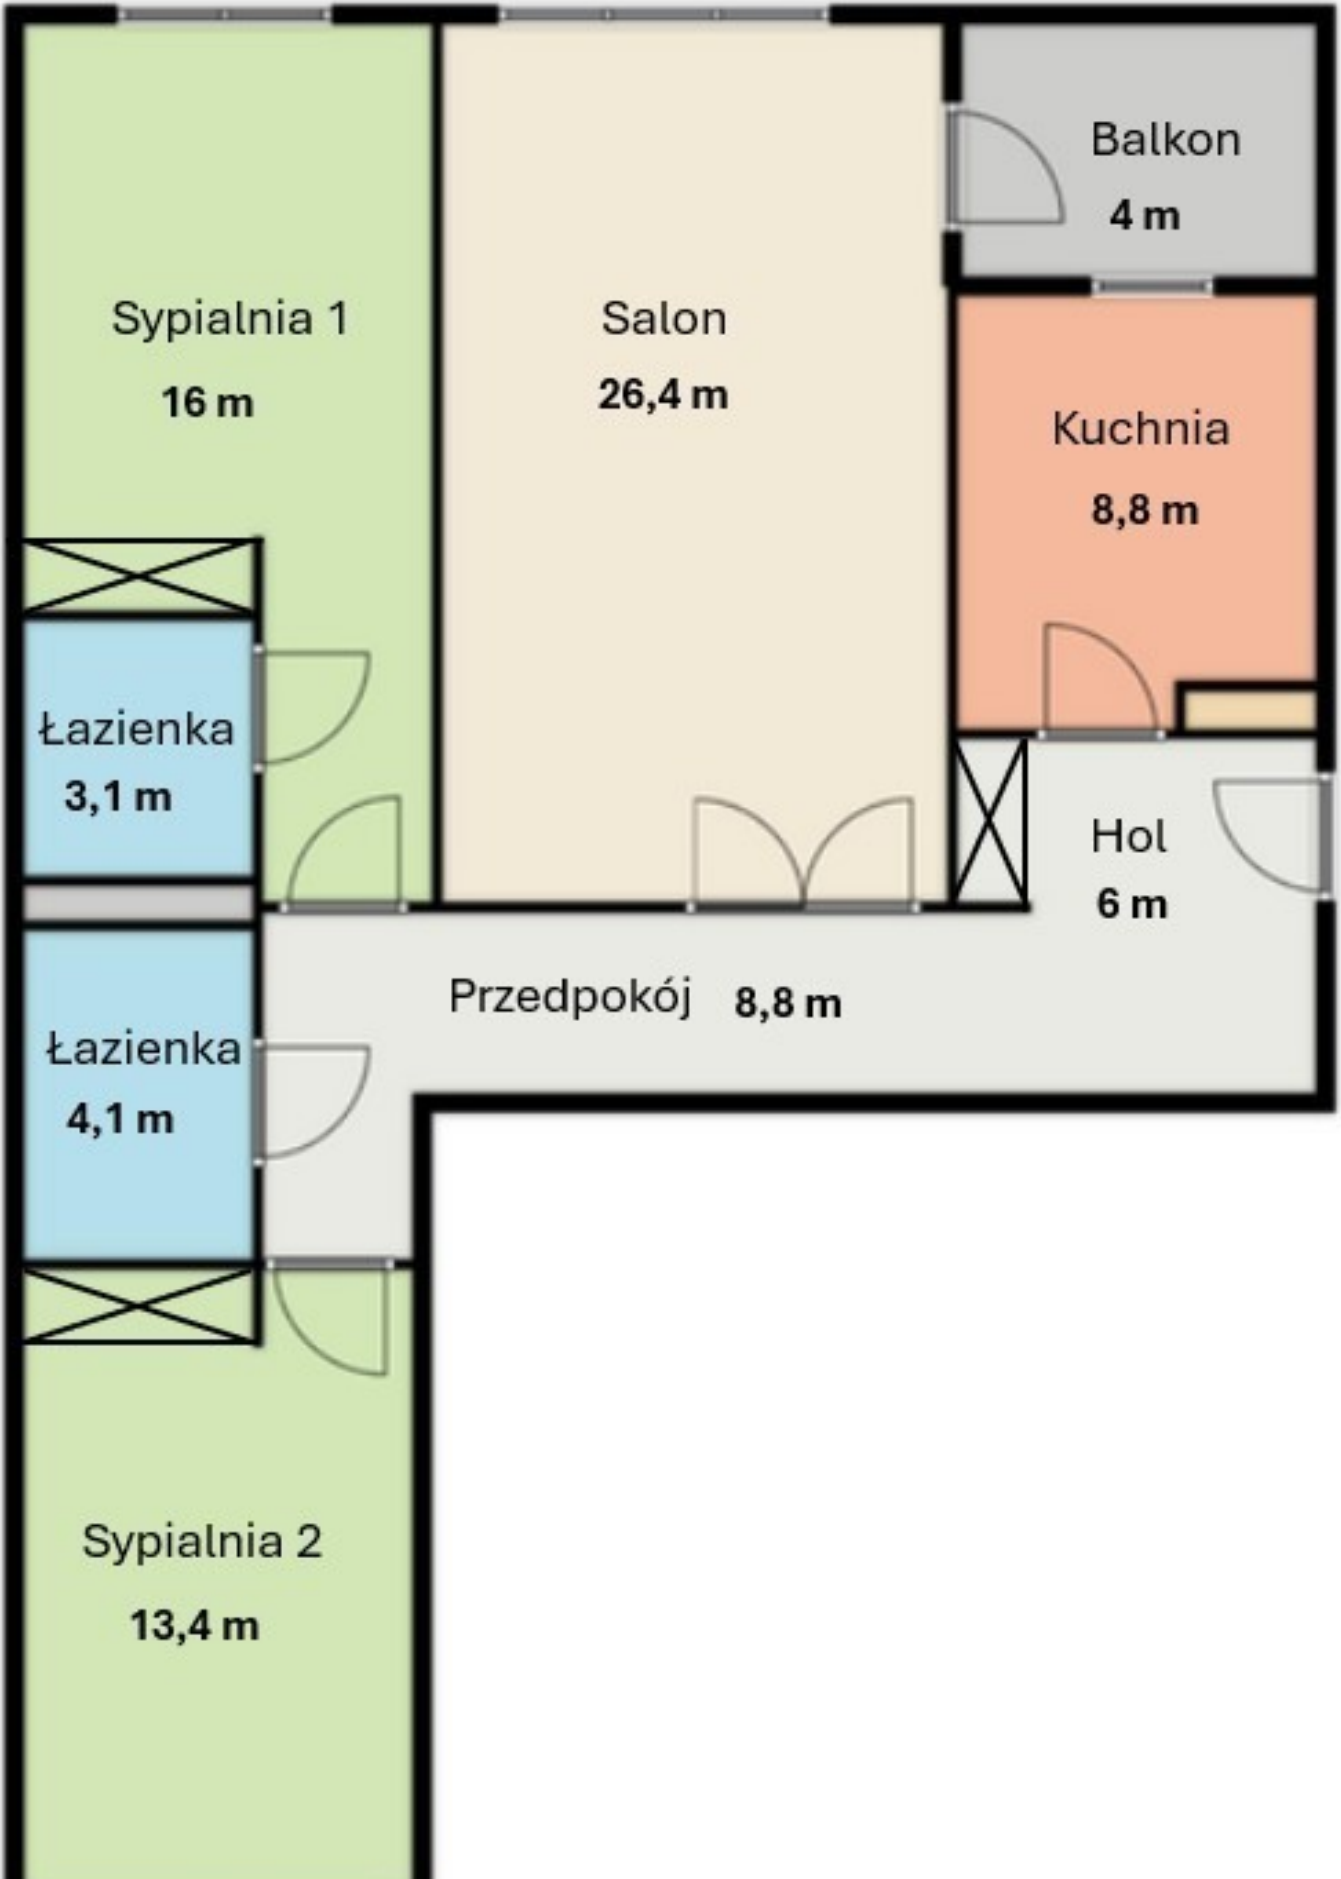 Balkon
4 m
Sypialnia 1
16 m
Salon
26,4 m
Kuchnia
8,8 m
Łazienka
3,1 m
Hol
6 m
Przedpokój 8,8 m
Łazienka
4,1 m
Sypialnia 2
13,4 m